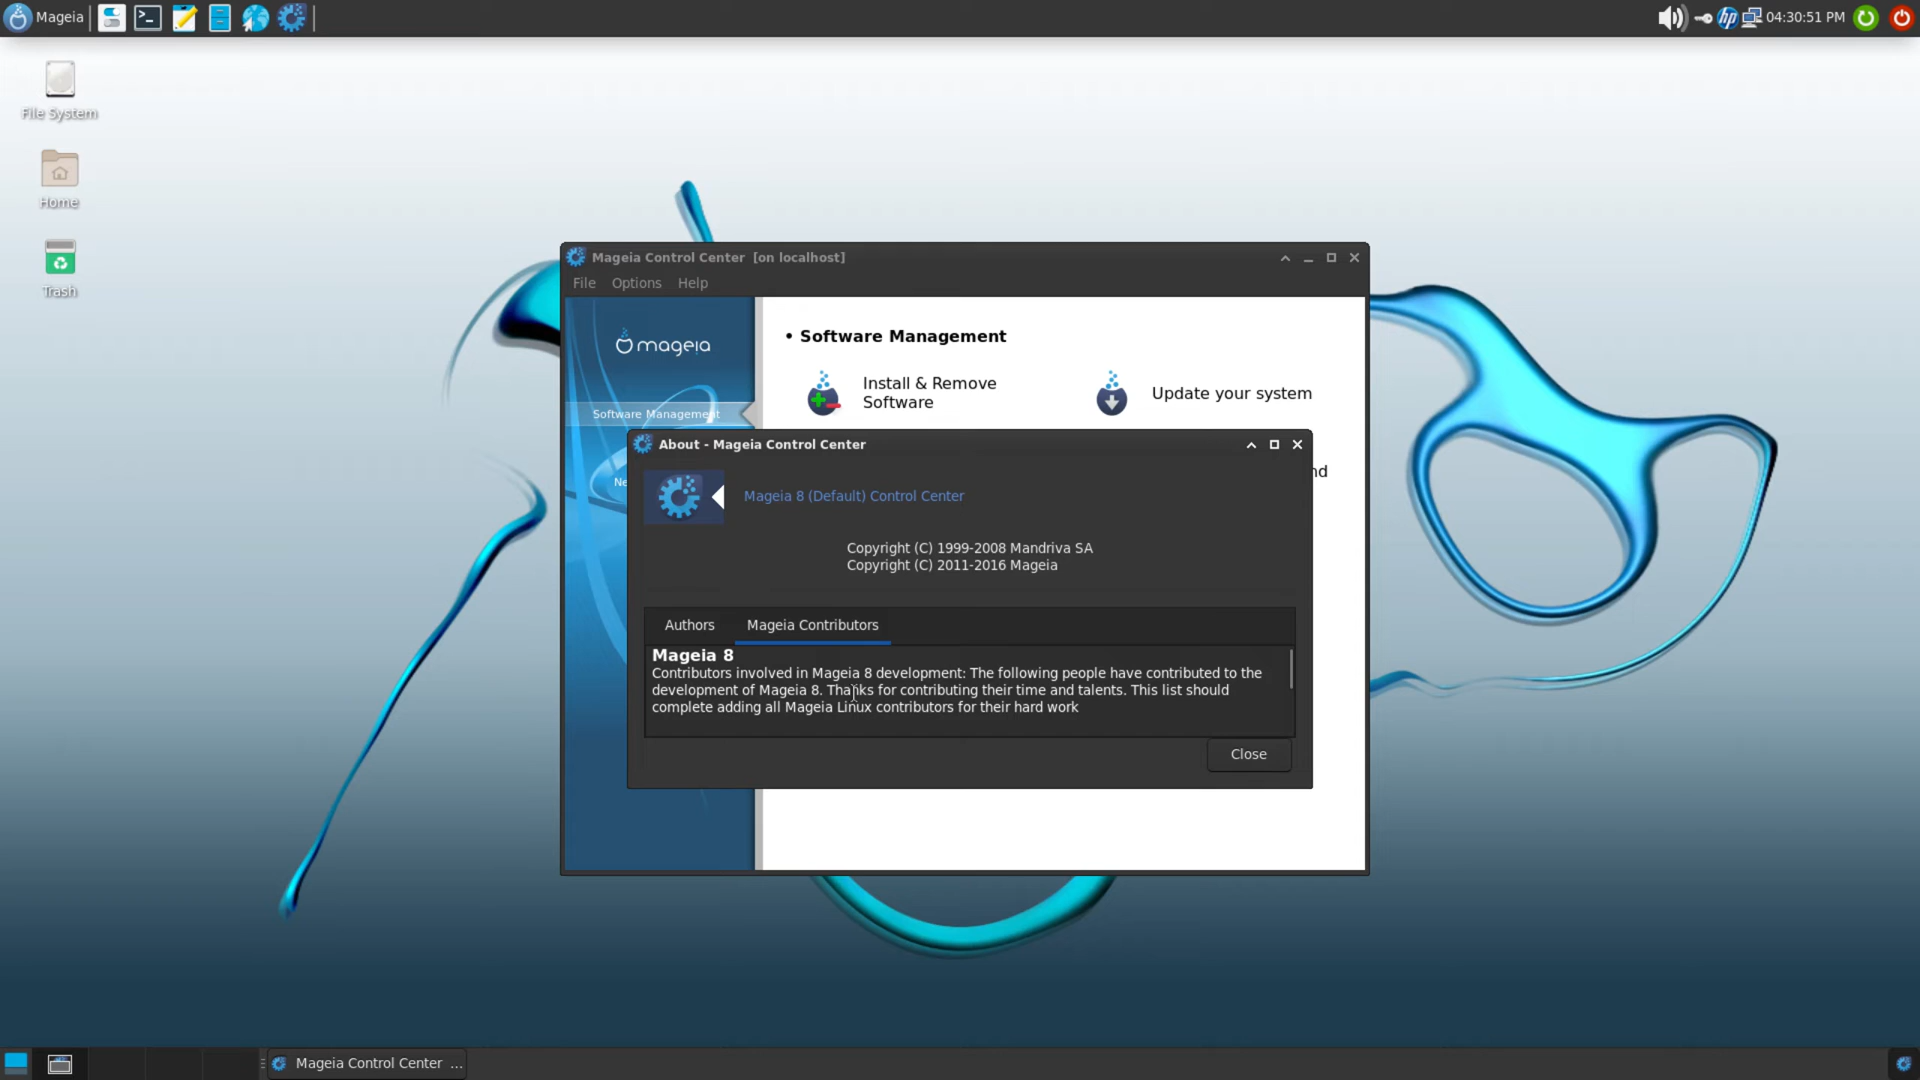 Mageia
04:30:51 PM
File System
Home
Trash
Mageia Control Center [on localhost]
File Options Help
mageia
• Software Management
Install & Remove
Software
Update your system
Software Management
About - Mageia Control Center
nd
Ne
Mageia 8 (Default) Control Center
Copyright (C) 1999-2008 Mandriva SA
Copyright (C) 2011-2016 Mageia
Authors Mageia Contributors
Mageia 8
Contributors involved in Mageia 8 development: The following people have contributed to the
development of Mageia 8. Thanks for contributing their time and talents. This list should
complete adding all Mageia Linux contributors for their hard work
Close
Mageia Control Center ...
hp